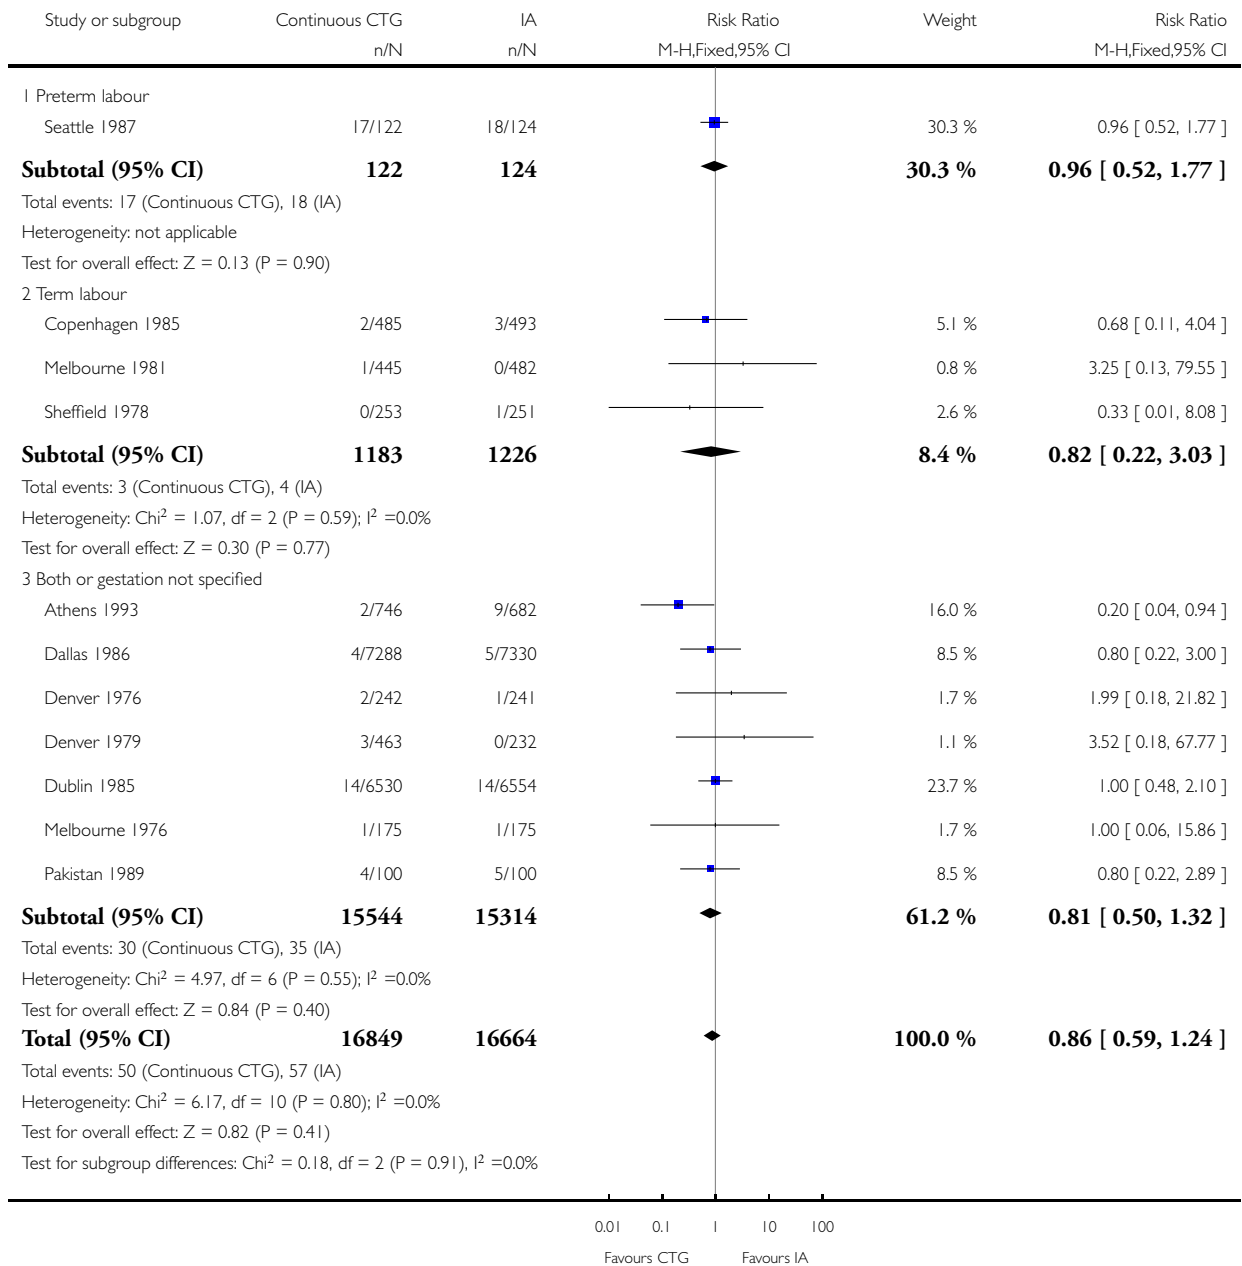 Study or subgroup Continuous CTG IA Risk Ratio Weight Risk Ratio
n/N n/N M-H,Fixed,95% CI M-H,Fixed,95% CI
1 Preterm labour
Seattle 1987 17/122 18/124 30.3 % 0.96 [ 0.52, 1.77 ]
Subtotal (95% CI) 122 124 30.3 % 0.96 [ 0.52, 1.77 ]
Total events: 17 (Continuous CTG), 18 (IA)
Heterogeneity: not applicable
Test for overall effect: Z = 0.13 (P = 0.90)
2 Term labour
Copenhagen 1985 2/485 3/493 5.1 % 0.68 [ 0.11, 4.04 ]
Melbourne 1981 1/445 0/482 0.8 % 3.25 [ 0.13, 79.55 ]
Sheffield 1978 0/253 1/251 2.6 % 0.33 [ 0.01, 8.08 ]
Subtotal (95% CI) 1183 1226 8.4 % 0.82 [ 0.22, 3.03 ]
Total events: 3 (Continuous CTG), 4 (IA)
Heterogeneity: Chi² = 1.07, df = 2 (P = 0.59); I² =0.0%
Test for overall effect: Z = 0.30 (P = 0.77)
3 Both or gestation not specified
Athens 1993 2/746 9/682 16.0 % 0.20 [ 0.04, 0.94 ]
Dallas 1986 4/7288 5/7330 8.5 % 0.80 [ 0.22, 3.00 ]
Denver 1976 2/242 1/241 1.7 % 1.99 [ 0.18, 21.82 ]
Denver 1979 3/463 0/232 1.1 % 3.52 [ 0.18, 67.77 ]
Dublin 1985 14/6530 14/6554 23.7 % 1.00 [ 0.48, 2.10 ]
Melbourne 1976 1/175 1/175 1.7 % 1.00 [ 0.06, 15.86 ]
Pakistan 1989 4/100 5/100 8.5 % 0.80 [ 0.22, 2.89 ]
Subtotal (95% CI) 15544 15314 61.2 % 0.81 [ 0.50, 1.32 ]
Total events: 30 (Continuous CTG), 35 (IA)
Heterogeneity: Chi² = 4.97, df = 6 (P = 0.55); I² =0.0%
Test for overall effect: Z = 0.84 (P = 0.40)
Total (95% CI) 16849 16664 100.0 % 0.86 [ 0.59, 1.24 ]
Total events: 50 (Continuous CTG), 57 (IA)
Heterogeneity: Chi² = 6.17, df = 10 (P = 0.80); I² =0.0%
Test for overall effect: Z = 0.82 (P = 0.41)
Test for subgroup differences: Chi² = 0.18, df = 2 (P = 0.91), I² =0.0%
0.01 0.1 1 10 100
Favours CTG Favours IA